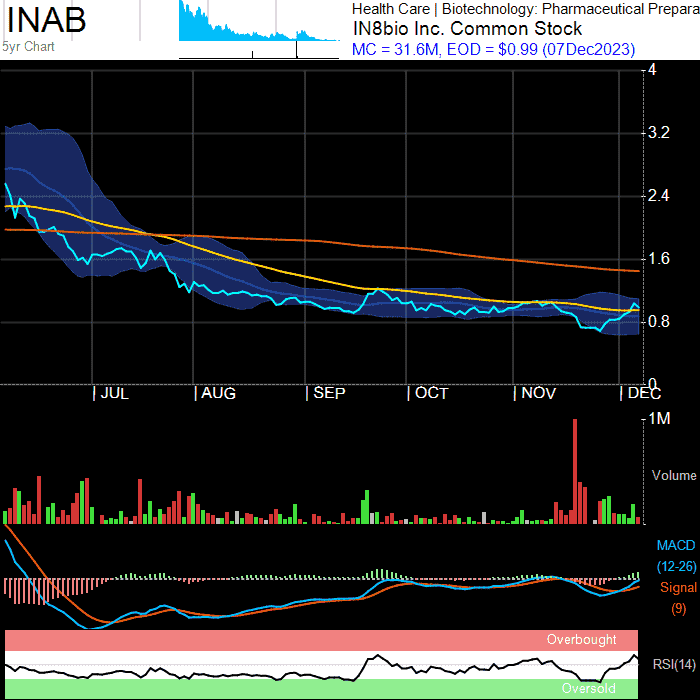 INAB
5yr Chart
Health Care | Biotechnology: Pharmaceutical Prepara
IN8bio Inc. Common Stock
MC = 31.6M, EOD = $0.99 (07Dec2023)
4
3.2
2.4
1.6
0.8
0
| JUL | AUG | SEP | OCT | NOV | DEC
1M
Volume
MACD
(12-26)
Signal
(9)
Overbought
RSI(14)
Oversold